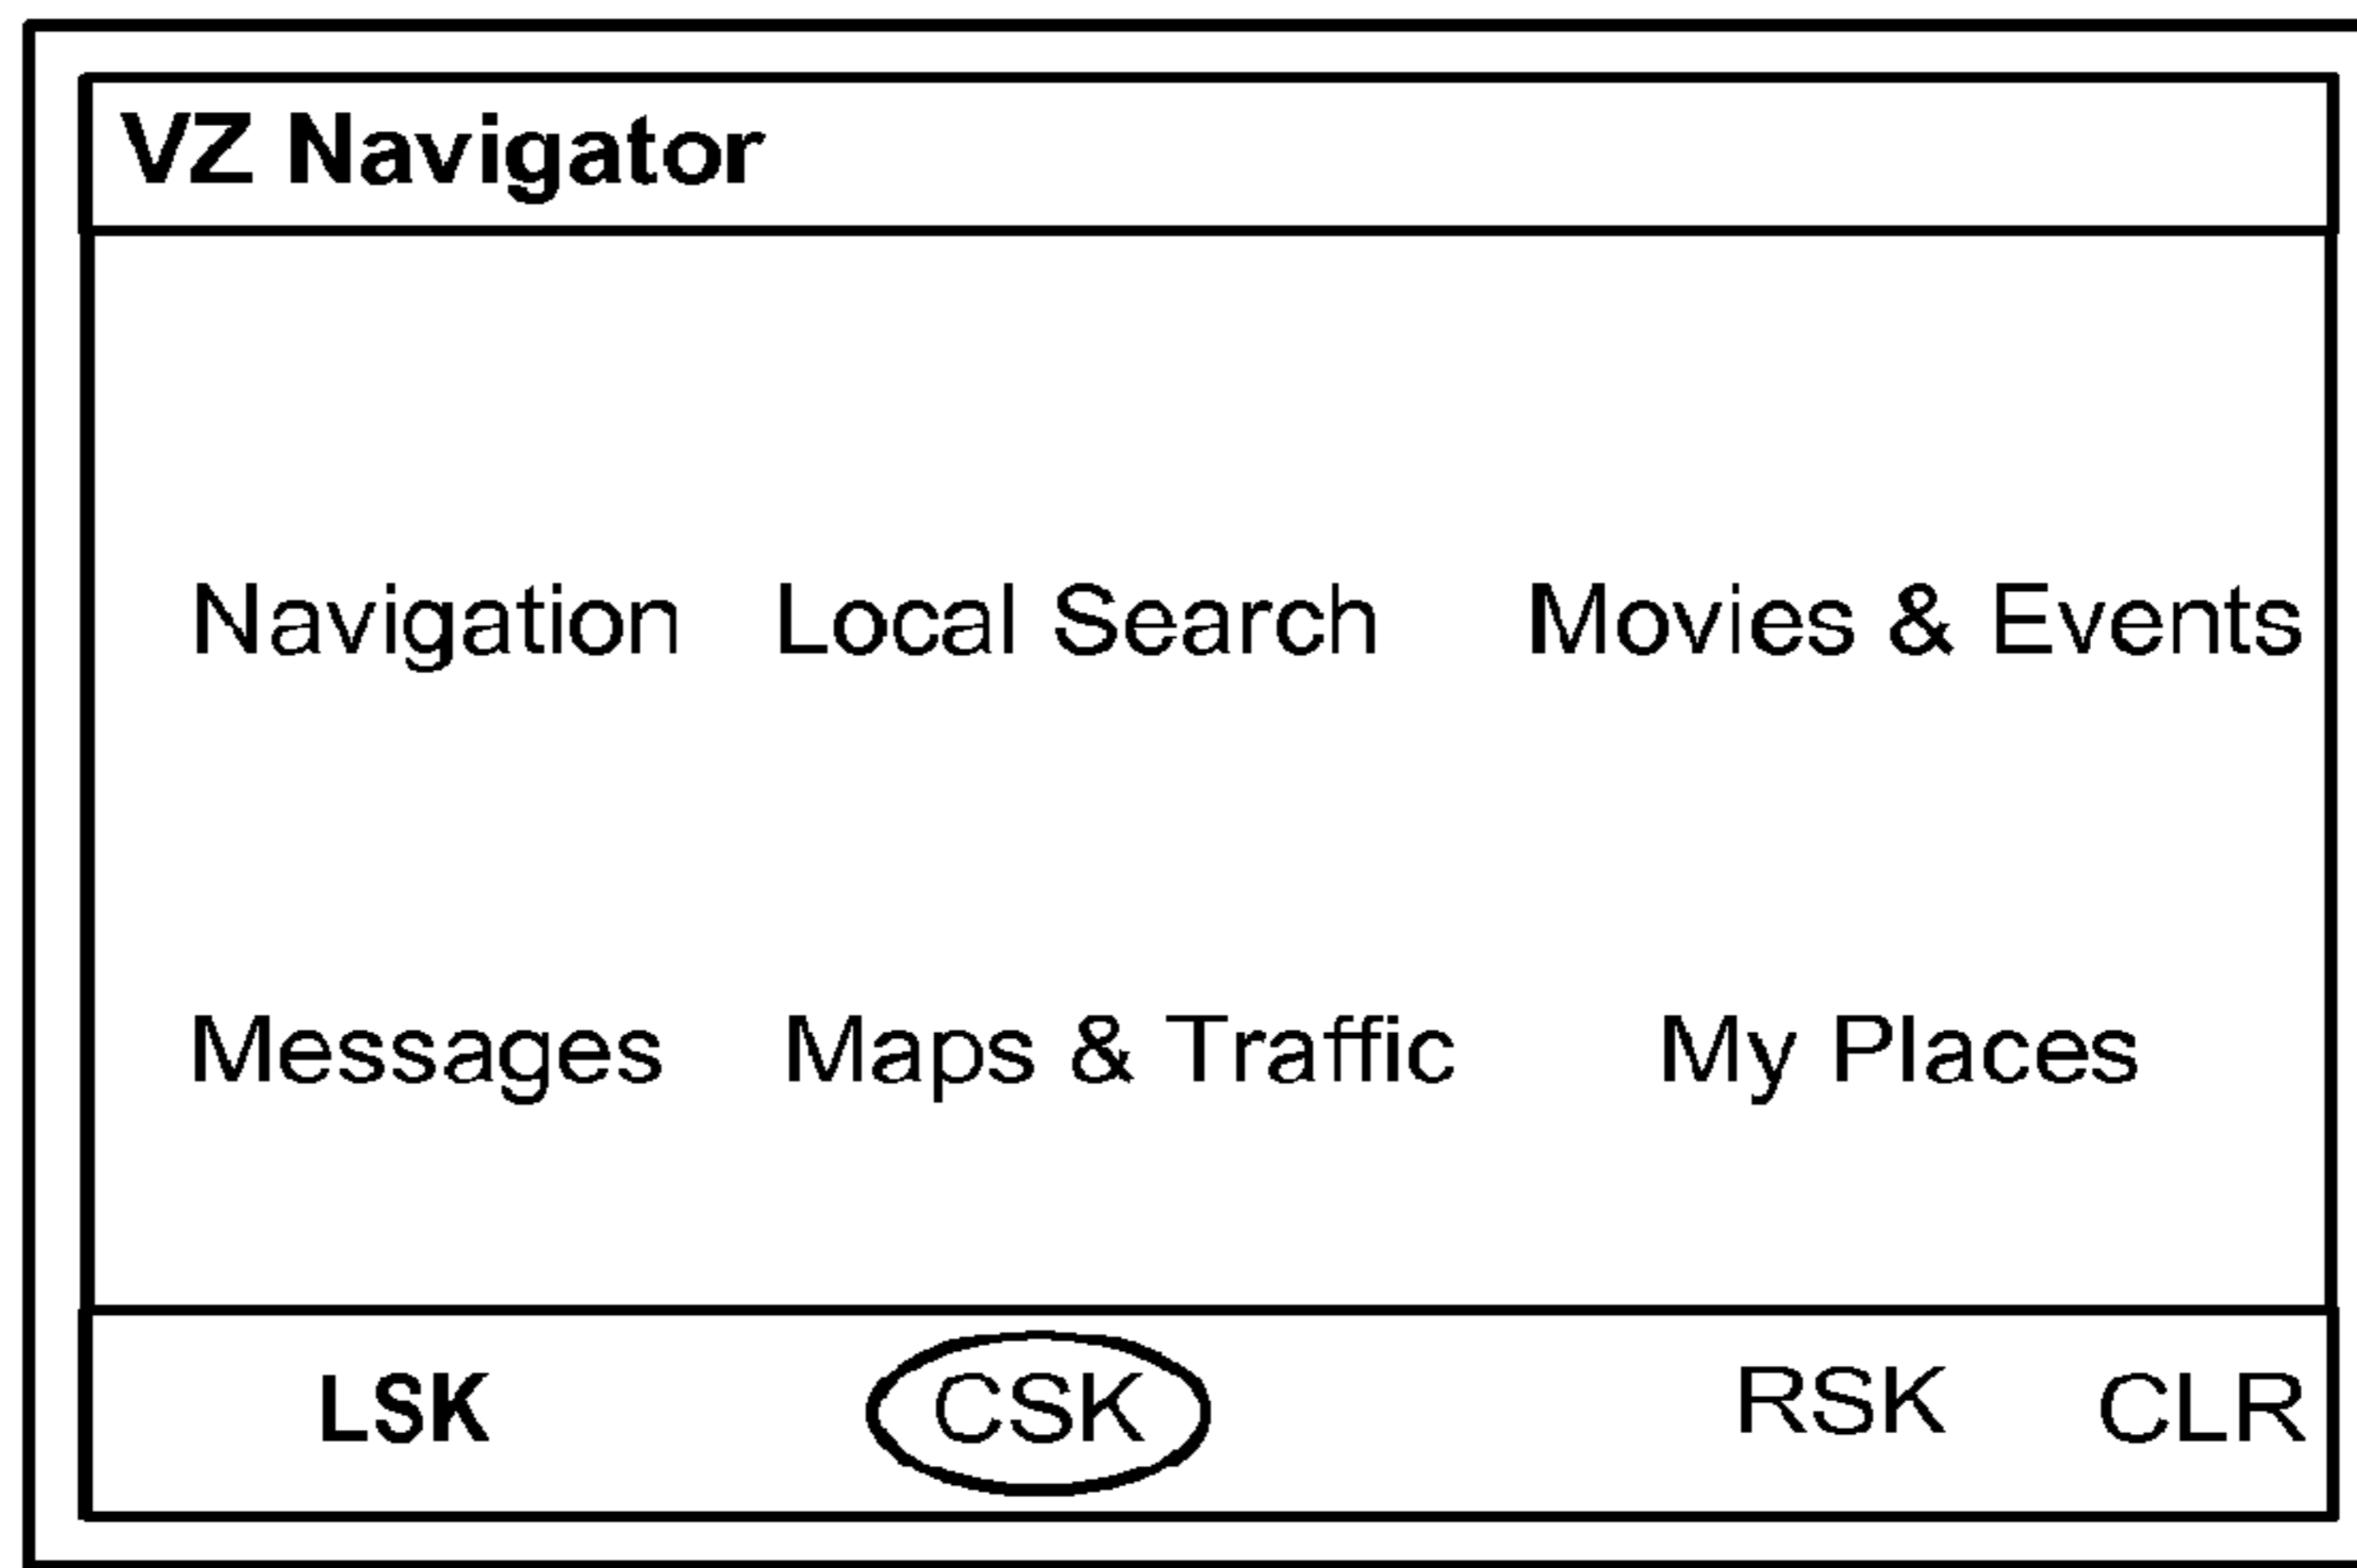 VZ Navigator
Navigation Local Search Movies & Events
Messages Maps & Traffic My Places
LSK CSK RSK CLR